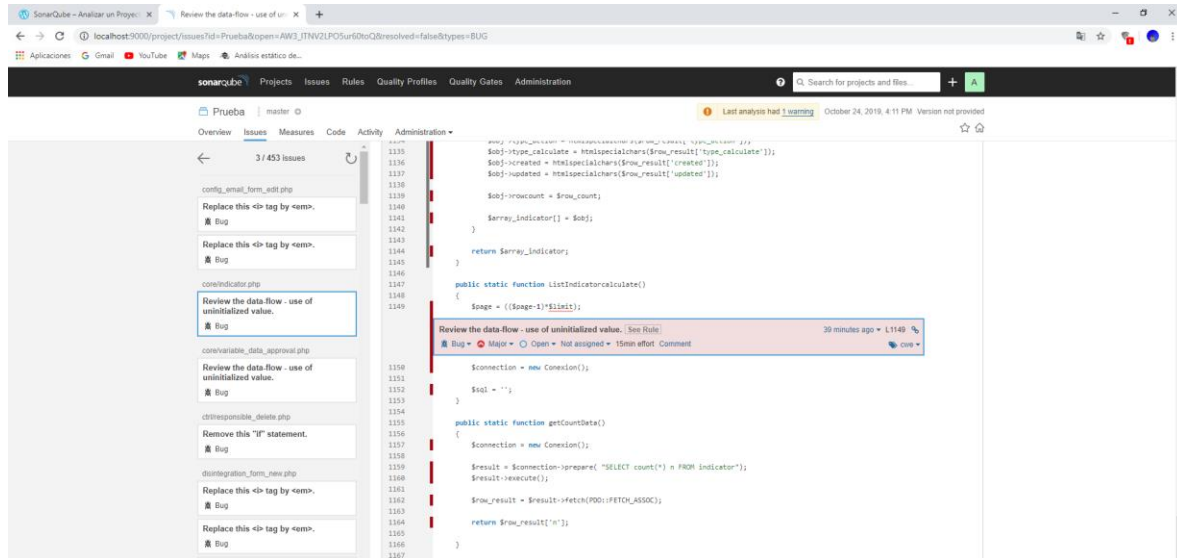 SonarQube – Analizar un Proyec
Review the data-flow - use of un
localhost:9000/project/issues?id=Prueba&open=AW3_ITNV2LPOSur60toQ&resolved=false&types=BUG
Aplicaciones Gmail YouTube Maps Análisis estático de...
sonarqube Projects Issues Rules Quality Profiles Quality Gates Administration Search for projects and files... A
Prueba master Last analysis had 1 warning October 24, 2019, 4:11 PM Version not provided
Overview Issues Measures Code Activity Administration
3 / 453 issues
config_email_form_edit.php
Replace this <i> tag by <em>.
Bug
Replace this <i> tag by <em>.
Bug
core/indicator.php
Review the data-flow - use of
uninitialized value.
Bug
core/variable_data_approval.php
Review the data-flow - use of
uninitialized value.
Bug
ctrl/responsible_delete.php
Remove this "if" statement.
Bug
disintegration_form_new.php
Replace this <i> tag by <em>.
Bug
Replace this <i> tag by <em>.
Bug
1134 $obj->type_action = htmlspecialchars($row_result['type_action']);
1135 $obj->type_calculate = htmlspecialchars($row_result['type_calculate']);
1136 $obj->created = htmlspecialchars($row_result['created']);
1137 $obj->updated = htmlspecialchars($row_result['updated']);
1138
1139 $obj->rowcount = $row_count;
1140
1141 $array_indicator[] = $obj;
1142 }
1143
1144 return $array_indicator;
1145 }
1146
1147 public static function ListIndicatorcalculate()
1148 {
1149 $page = (($page-1)*$limit);
Review the data-flow - use of uninitialized value. See Rule 39 minutes ago L1149
Bug Major Open Not assigned 15min effort Comment cwe
1150 $connection = new Conexion();
1151
1152 $sql = '';
1153 }
1154
1155 public static function getCountData()
1156 {
1157 $connection = new Conexion();
1158
1159 $result = $connection->prepare( "SELECT count(*) n FROM indicator");
1160 $result->execute();
1161
1162 $row_result = $result->fetch(PDO::FETCH_ASSOC);
1163
1164 return $row_result['n'];
1165
1166 }
1167